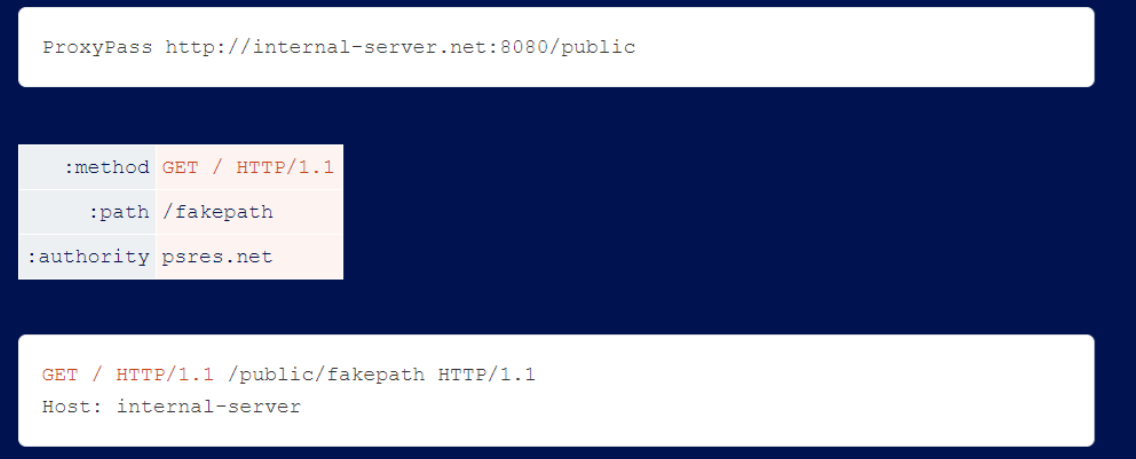 ProxyPass http://internal-server.net:8080/public
:method GET / HTTP/1.1
:path /fakepath
:authority psres.net
GET / HTTP/1.1 /public/fakepath HTTP/1.1
Host: internal-server